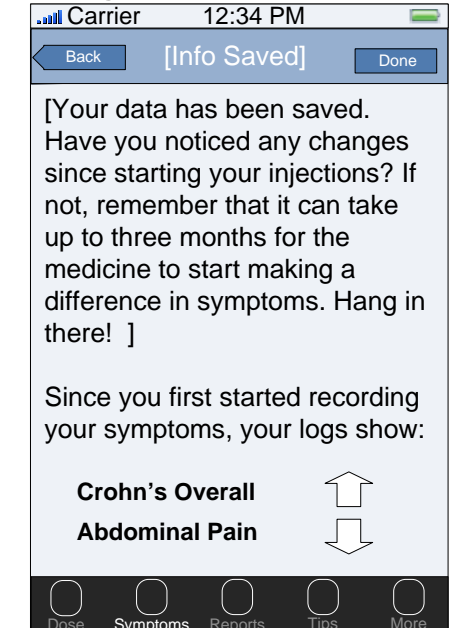 Carrier 12:34 PM
Back [Info Saved] Done
[Your data has been saved.
Have you noticed any changes
since starting your injections? If
not, remember that it can take
up to three months for the
medicine to start making a
difference in symptoms. Hang in
there!  ]
Since you first started recording
your symptoms, your logs show:
Crohn's Overall
Abdominal Pain
Dose Symptoms Reports Tips More